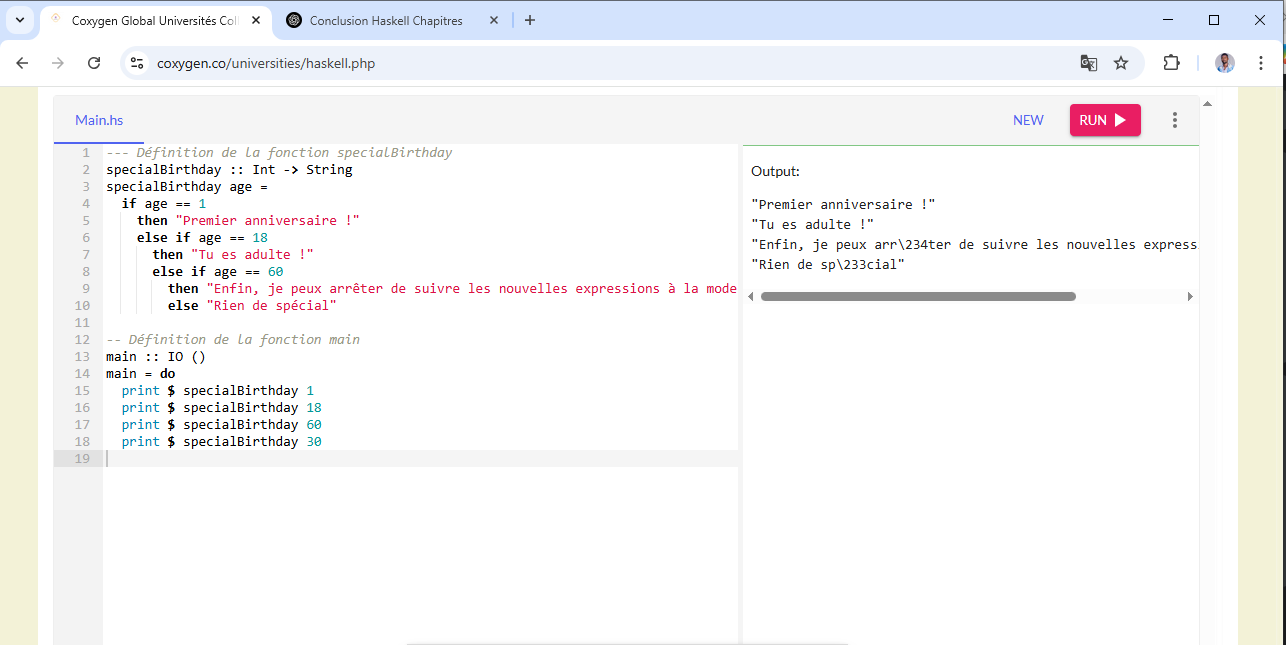 Coxygen Global Universités Col
Conclusion Haskell Chapitres
coxygen.co/universities/haskell.php
Main.hs
NEW
RUN
1 --- Définition de la fonction specialBirthday
2 specialBirthday :: Int -> String
3 specialBirthday age =
4 if age == 1
5 then "Premier anniversaire !"
6 else if age == 18
7 then "Tu es adulte !"
8 else if age == 60
9 then "Enfin, je peux arrêter de suivre les nouvelles expressions à la mode
10 else "Rien de spécial"
11
12 -- Définition de la fonction main
13 main :: IO ()
14 main = do
15 print $ specialBirthday 1
16 print $ specialBirthday 18
17 print $ specialBirthday 60
18 print $ specialBirthday 30
19
Output:
"Premier anniversaire !"
"Tu es adulte !"
"Enfin, je peux arr\234ter de suivre les nouvelles express
"Rien de sp\233cial"